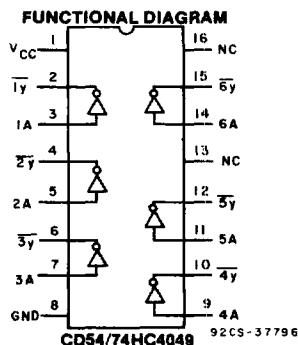 FUNCTIONAL DIAGRAM
VCC 1 16 NC
1y 2 15 6y
1A 3 14 6A
2y 4 13 NC
2A 5 12 5y
3y 6 11 5A
3A 7 10 4y
GND 8 9 4A
CD54/74HC4049
92CS-37796